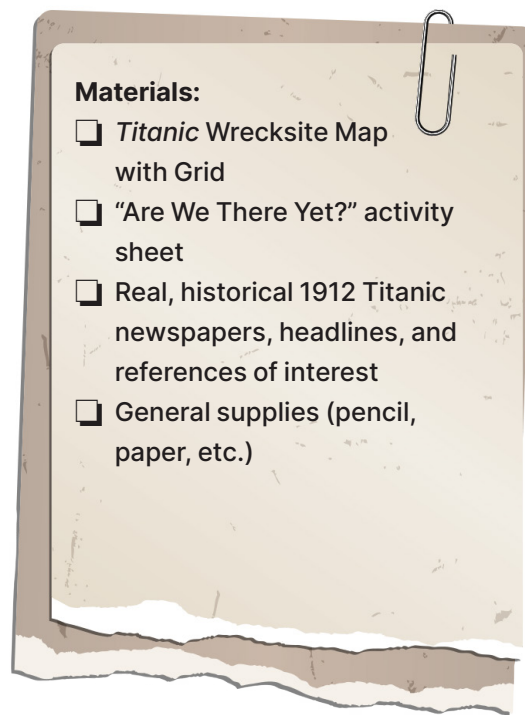 Materials:
❏ Titanic Wrecksite Map
with Grid
❏ “Are We There Yet?” activity
sheet
❏ Real, historical 1912 Titanic
newspapers, headlines, and
references of interest
❏ General supplies (pencil,
paper, etc.)